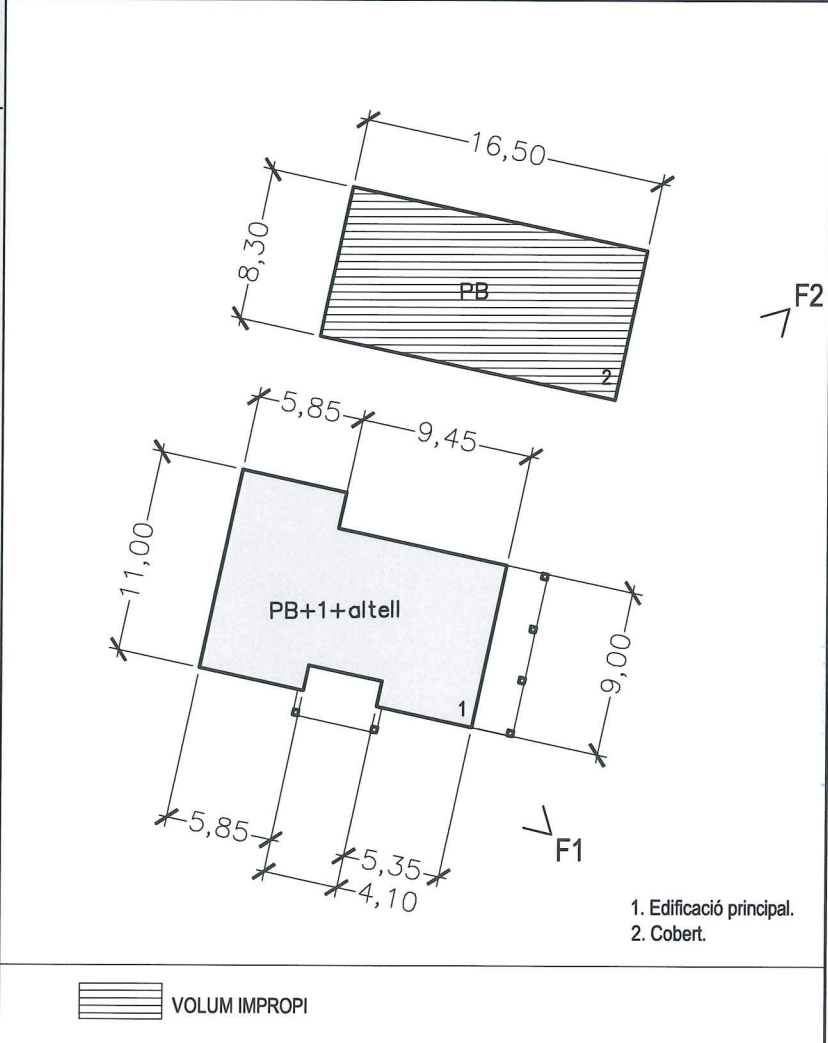 16,50
8,30
PB
F2
2
5,85
9,45
11,00
PB+1+altell
9,00
1
5,85
5,35
4,10
F1
1. Edificació principal.
2. Cobert.
VOLUM IMPROPI